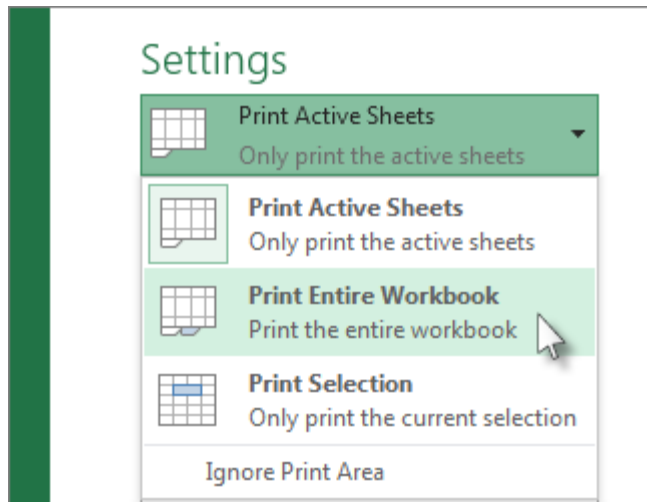 Settings
Print Active Sheets
Only print the active sheets
Print Active Sheets
Only print the active sheets
Print Entire Workbook
Print the entire workbook
Print Selection
Only print the current selection
Ignore Print Area